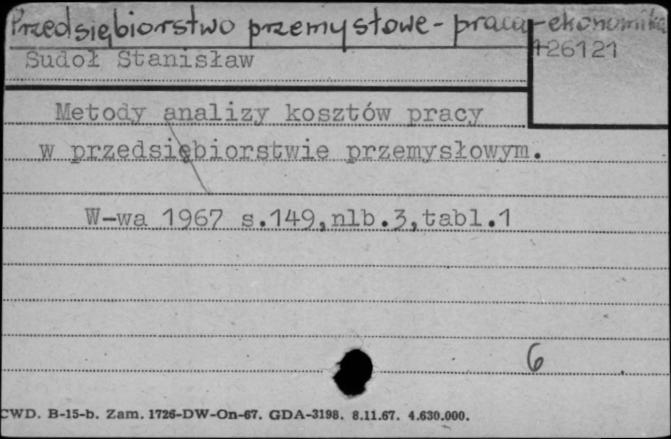 Przedsiębiorstwo przemysłowe - praca - ekonomika
Sudoł Stanisław
126121
Metody analizy kosztów pracy
w przedsiębiorstwie przemysłowym.
W-wa 1967 s.149,nlb.3,tabl.1
6
CWD. B-15-b. Zam. 1726-DW-On-67. GDA-3198. 8.11.67. 4.630.000.